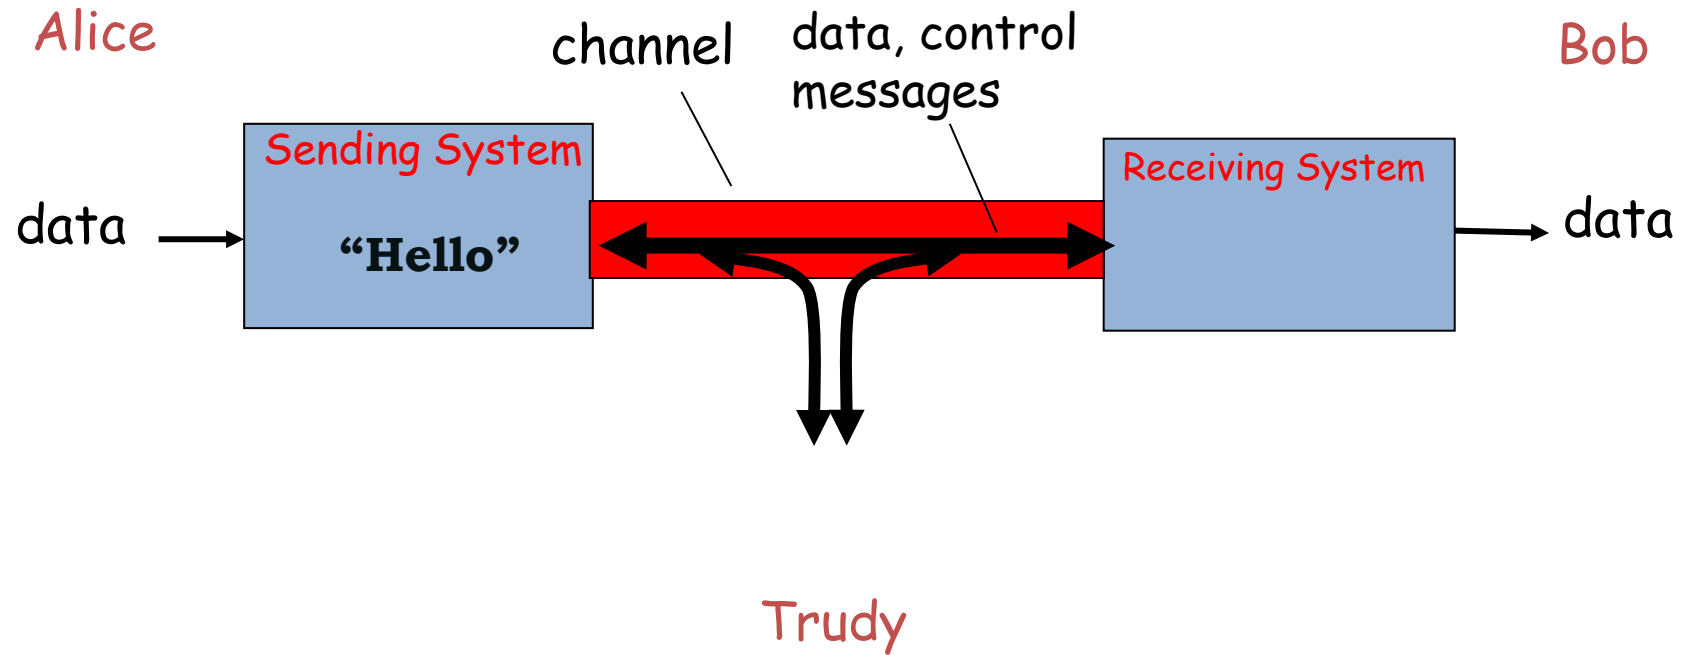 Alice
channel
data, control
messages
Bob
Sending System
Receiving System
data
“Hello”
data
Trudy